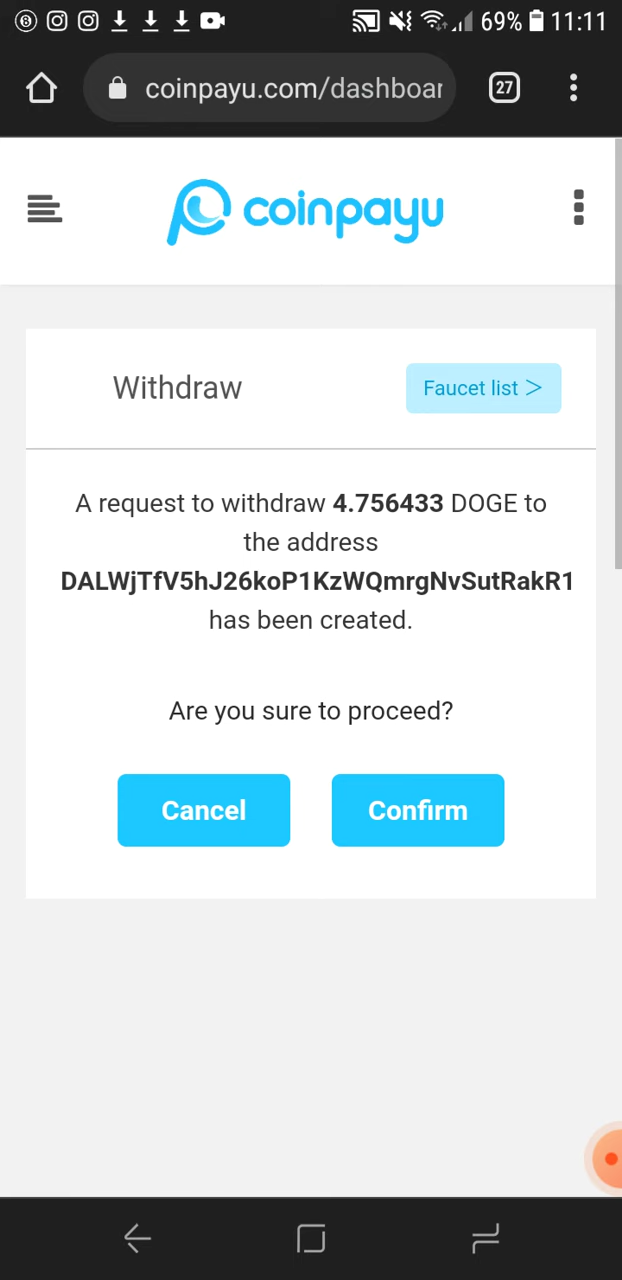 69% 11:11
coinpayu.com/dashboar
27
coinpayu
Withdraw
Faucet list >
A request to withdraw 4.756433 DOGE to
the address
DALWjTfV5hJ26koP1KzWQmrgNvSutRakR1
has been created.
Are you sure to proceed?
Cancel
Confirm